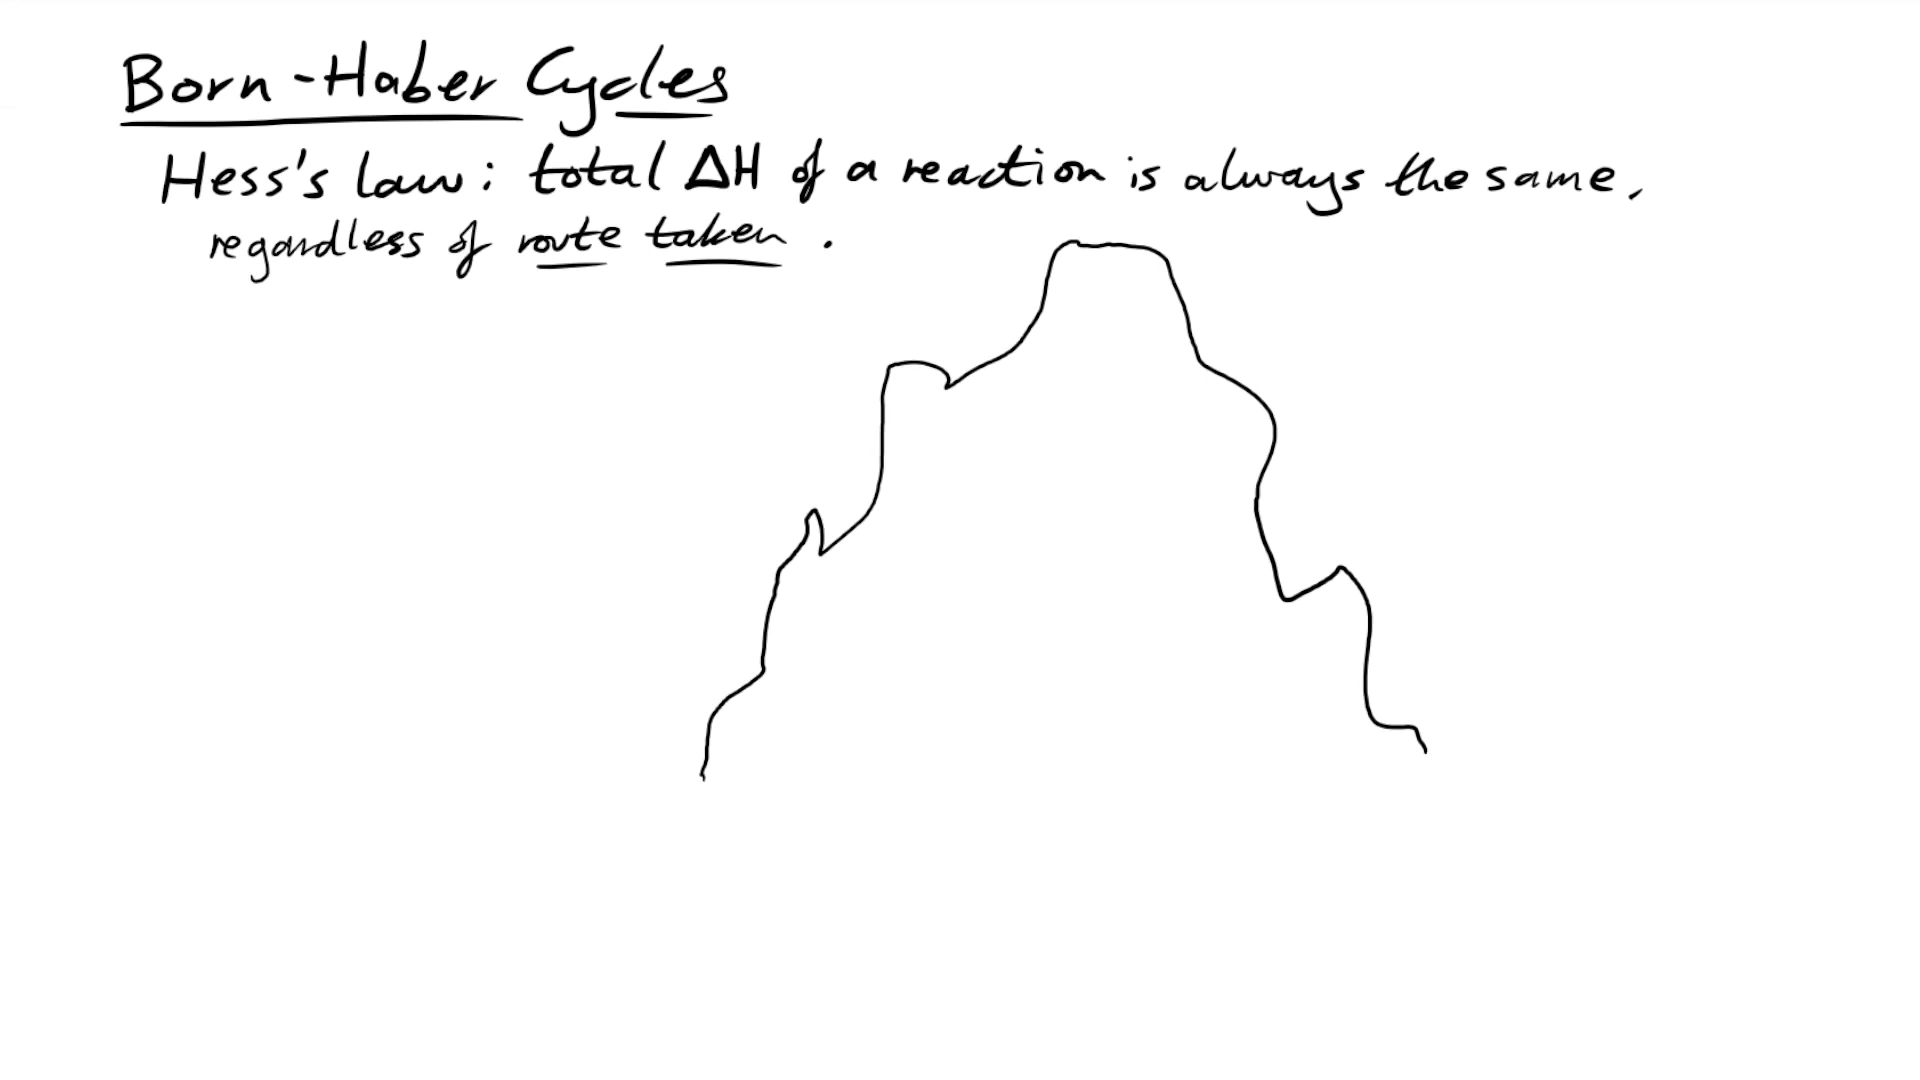 Born-Haber Cycles
Hess's law: total ΔH of a reaction is always the same,
regardless of route taken.